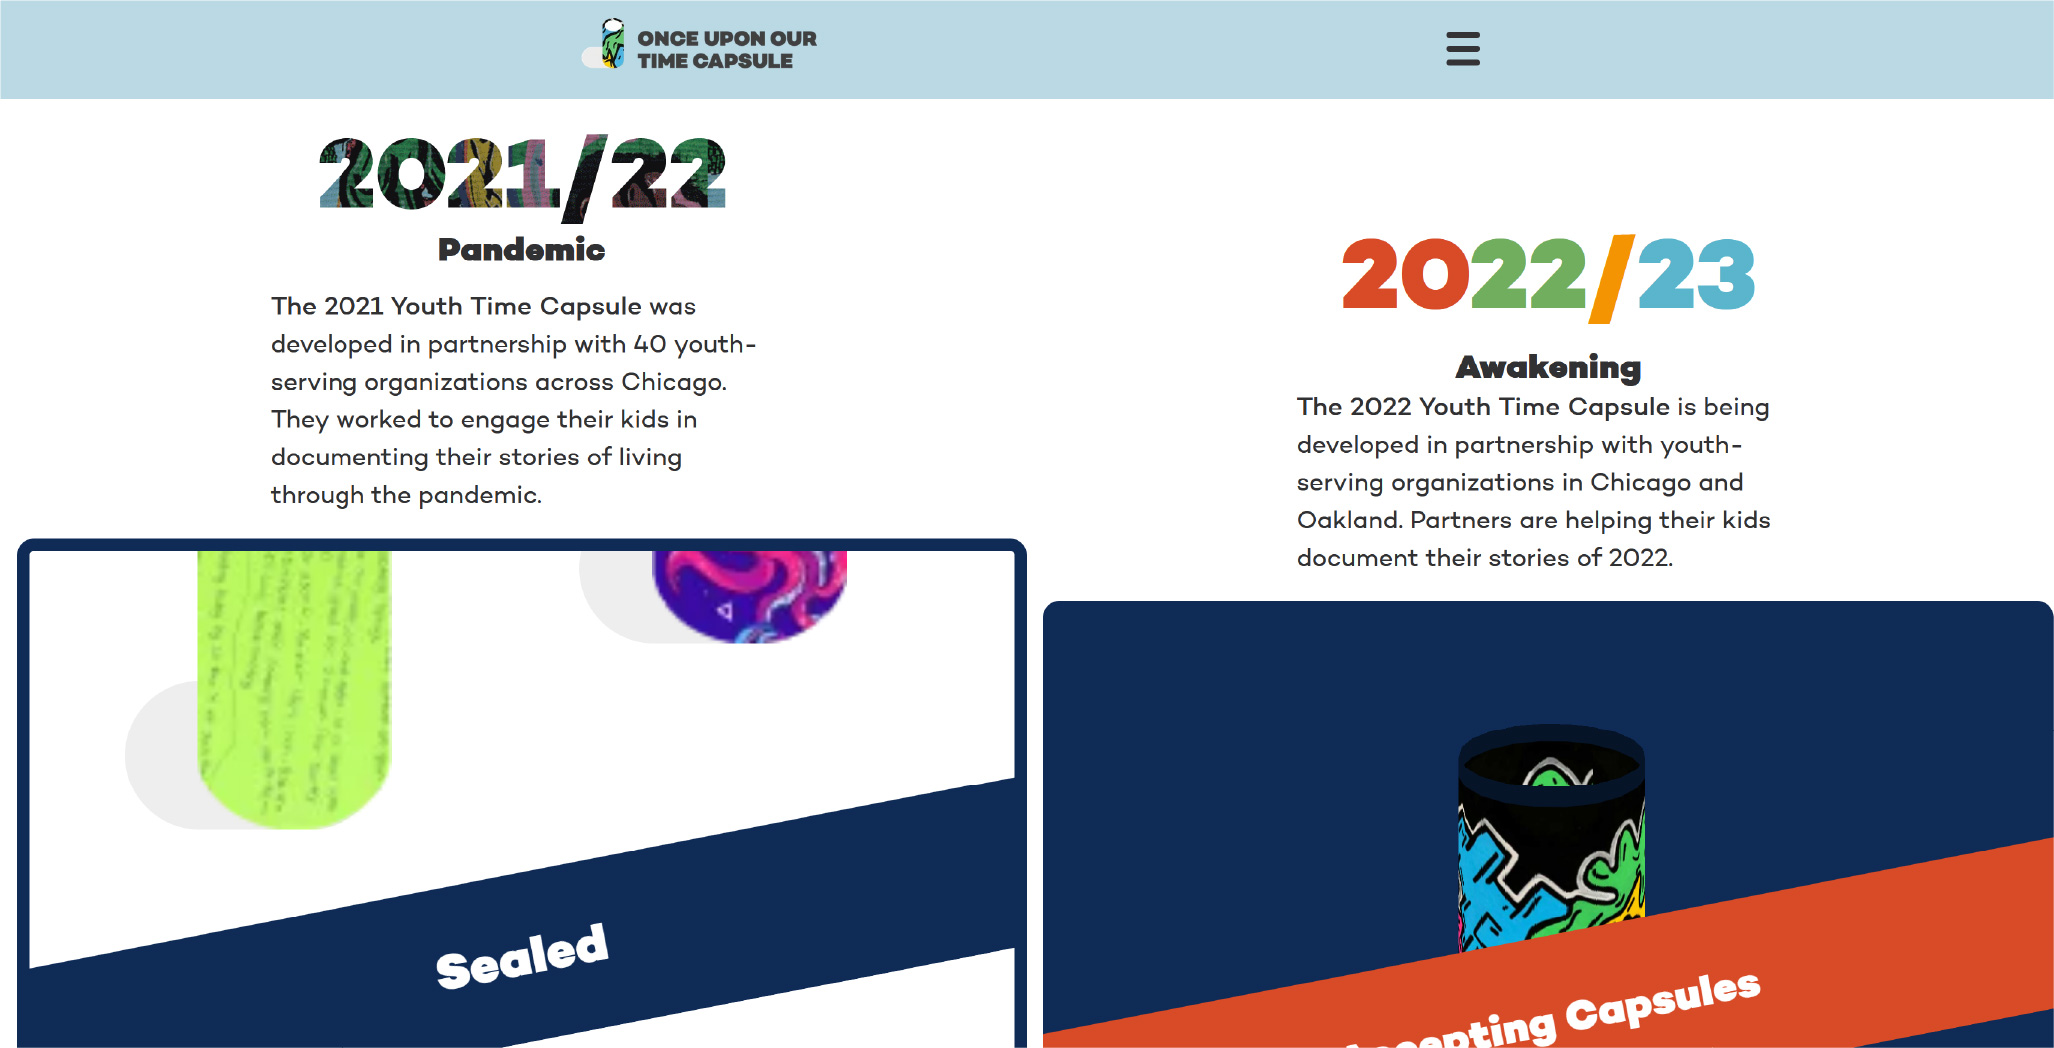 ONCE UPON OUR
TIME CAPSULE
2021/22
Pandemic
The 2021 Youth Time Capsule was
developed in partnership with 40 youth-
serving organizations across Chicago.
They worked to engage their kids in
documenting their stories of living
through the pandemic.
Sealed
2022/23
Awakening
The 2022 Youth Time Capsule is being
developed in partnership with youth-
serving organizations in Chicago and
Oakland. Partners are helping their kids
document their stories of 2022.
Accepting Capsules